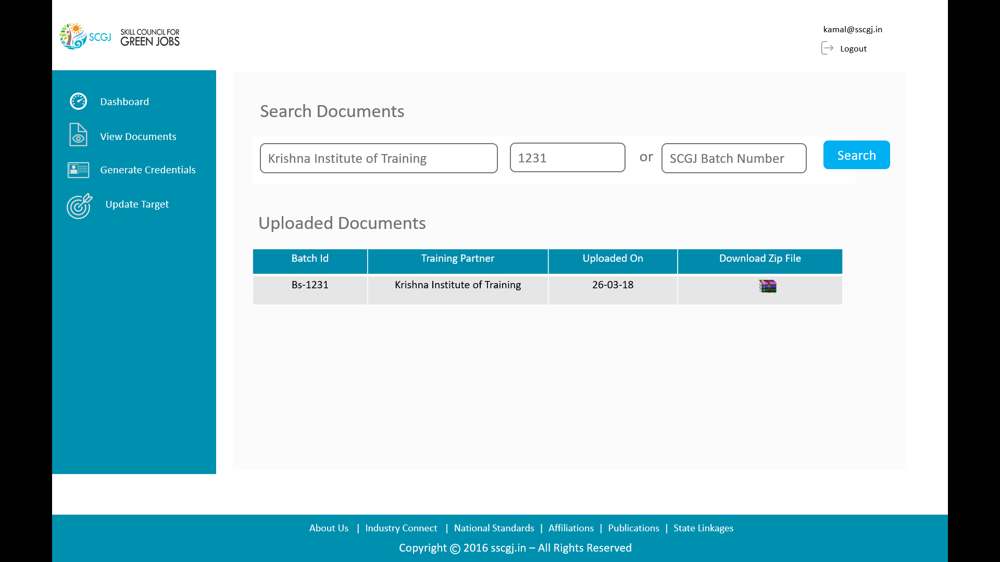 SCGJ SKILL COUNCIL FOR
GREEN JOBS
kamal@sscgj.in
Logout
Dashboard
View Documents
Generate Credentials
Update Target
Search Documents
Krishna Institute of Training 1231 or SCGJ Batch Number Search
Uploaded Documents
Batch Id Training Partner Uploaded On Download Zip File
Bs-1231 Krishna Institute of Training 26-03-18
About Us | Industry Connect | National Standards | Affiliations | Publications | State Linkages
Copyright © 2016 sscgj.in – All Rights Reserved